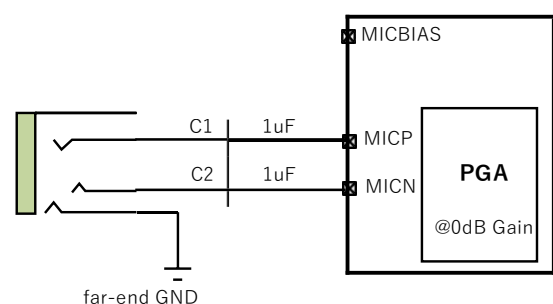 MICBIAS
C1 1uF MICP
C2 1uF MICN
PGA
@0dB Gain
far-end GND